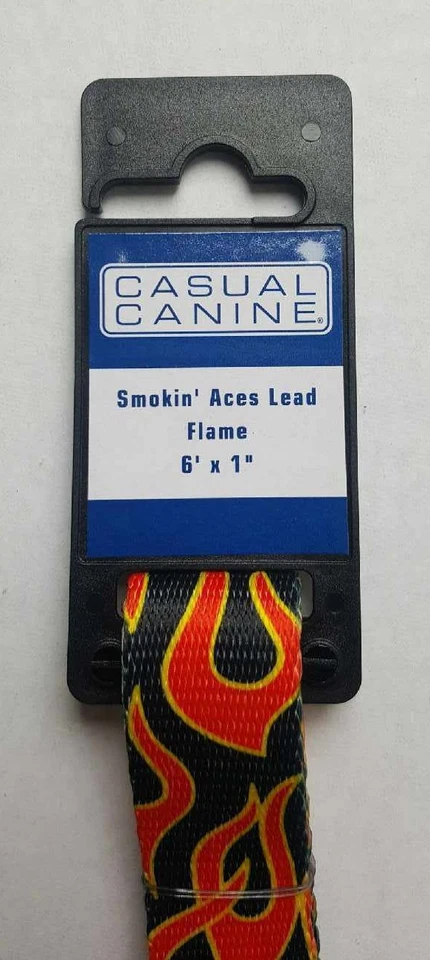 CASUAL
CANINE®
Smokin' Aces Lead
Flame
6' x 1"